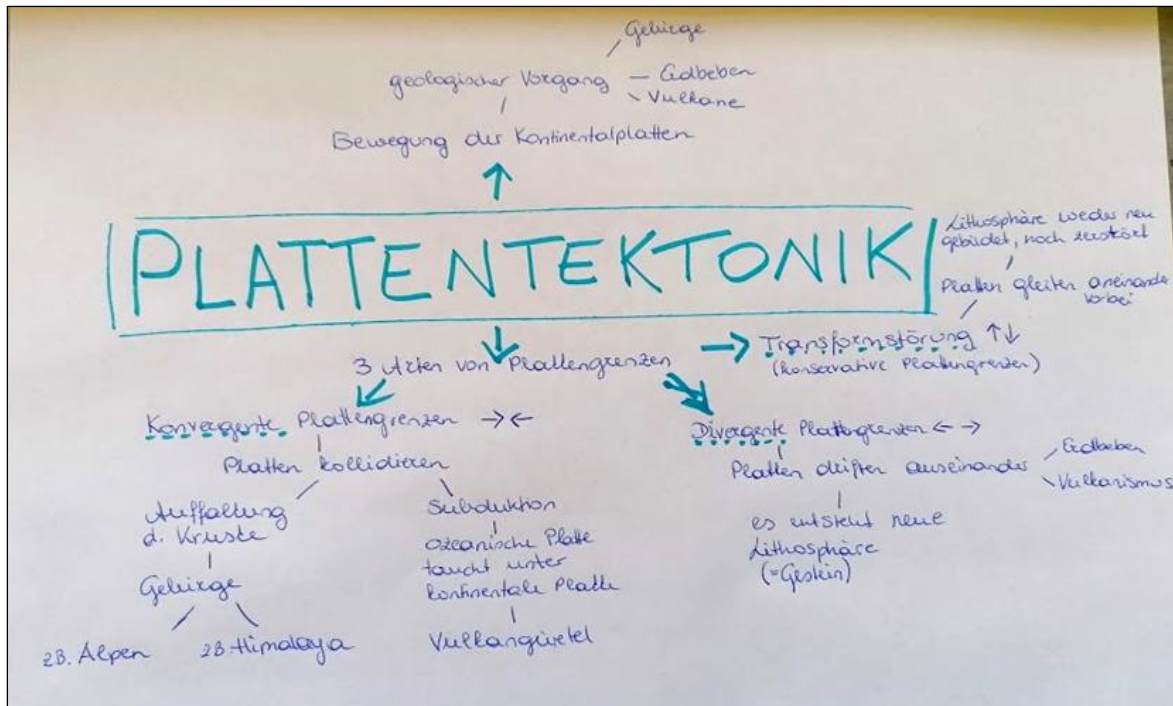 Gebirge
geologischer Vorgang — Erdbeben
Vulkane
Bewegung der Kontinentalplatten
PLATTENTEKTONIK
Lithosphäre weder neu
gebildet, noch zerstört
Platten gleiten aneinander
vorbei
3 Arten von Plattengrenzen
Transformstörung ↑↓
(konservative Plattengrenzen)
Konvergente Plattengrenzen →←
Platten kollidieren
Auffaltung
d. Kruste
Gebirge
zB. Alpen
zB. Himalaya
Subduktion
ozeanische Platte
taucht unter
kontinentale Platte
Vulkangürtel
Divergente Plattengrenzen ← →
Platten driften auseinander
Erdbeben
Vulkanismus
es entsteht neue
Lithosphäre
(=Gestein)